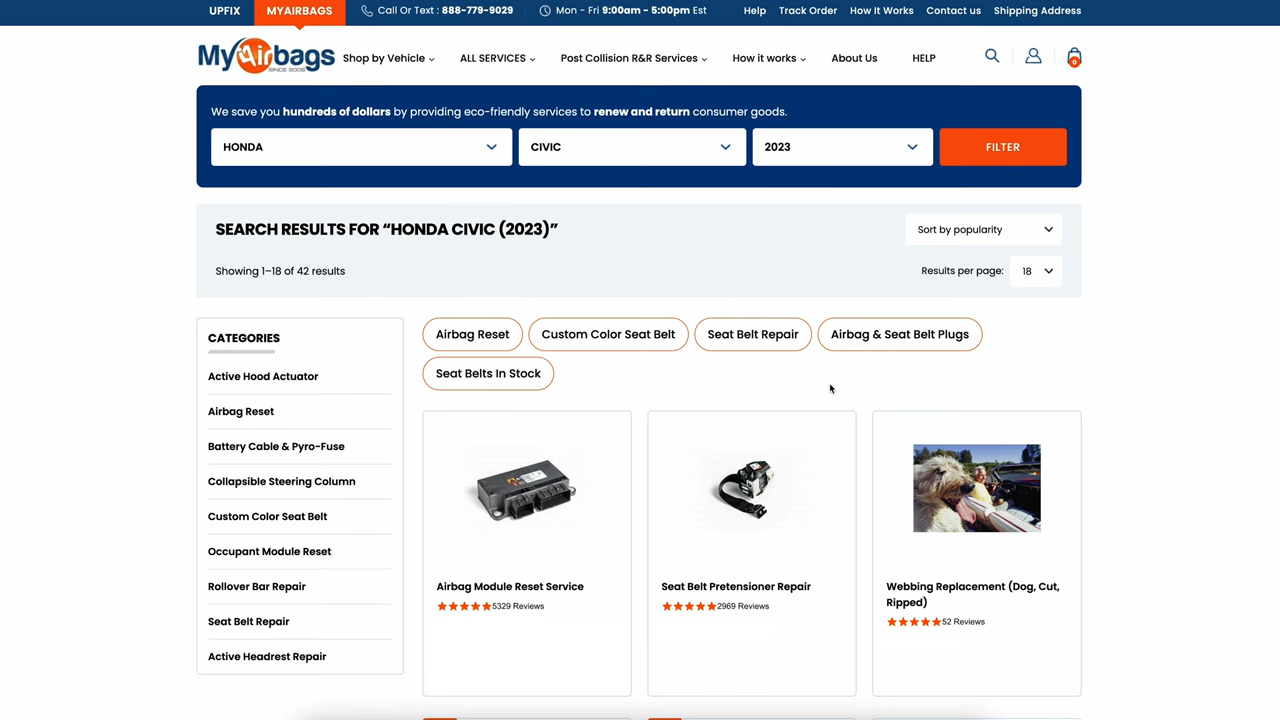 UPFIX
MYAIRBAGS
Call Or Text : 888-779-9029
Mon - Fri 9:00am - 5:00pm Est
Help
Track Order
How It Works
Contact us
Shipping Address
MyAirbags
SINCE 2008
Shop by Vehicle
ALL SERVICES
Post Collision R&R Services
How it works
About Us
HELP
0
We save you hundreds of dollars by providing eco-friendly services to renew and return consumer goods.
HONDA
CIVIC
2023
FILTER
SEARCH RESULTS FOR “HONDA CIVIC (2023)”
Sort by popularity
Showing 1–18 of 42 results
Results per page:
18
CATEGORIES
Active Hood Actuator
Airbag Reset
Battery Cable & Pyro-Fuse
Collapsible Steering Column
Custom Color Seat Belt
Occupant Module Reset
Rollover Bar Repair
Seat Belt Repair
Active Headrest Repair
Airbag Reset
Custom Color Seat Belt
Seat Belt Repair
Airbag & Seat Belt Plugs
Seat Belts In Stock
Airbag Module Reset Service
5329 Reviews
Seat Belt Pretensioner Repair
2969 Reviews
Webbing Replacement (Dog, Cut,
Ripped)
52 Reviews